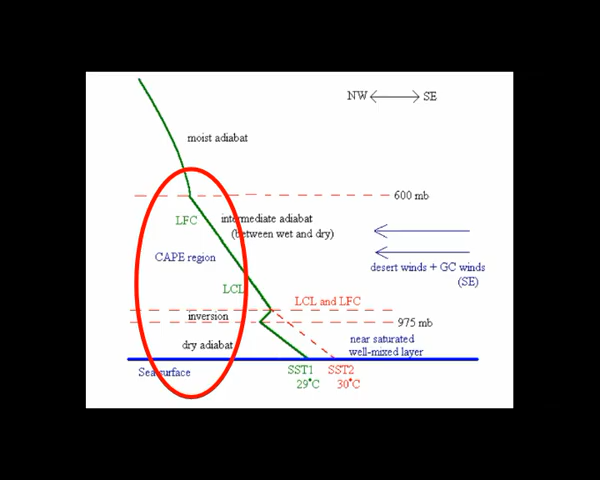 NW SE
moist adiabat
600 mb
LFC
intermediate adiabat
(between wet and dry)
CAPE region
desert winds + GC winds
(SE)
LCL
LCL and LFC
inversion
975 mb
dry adiabat
near saturated
well-mixed layer
Sea surface
SST1 SST2
29°C 30°C